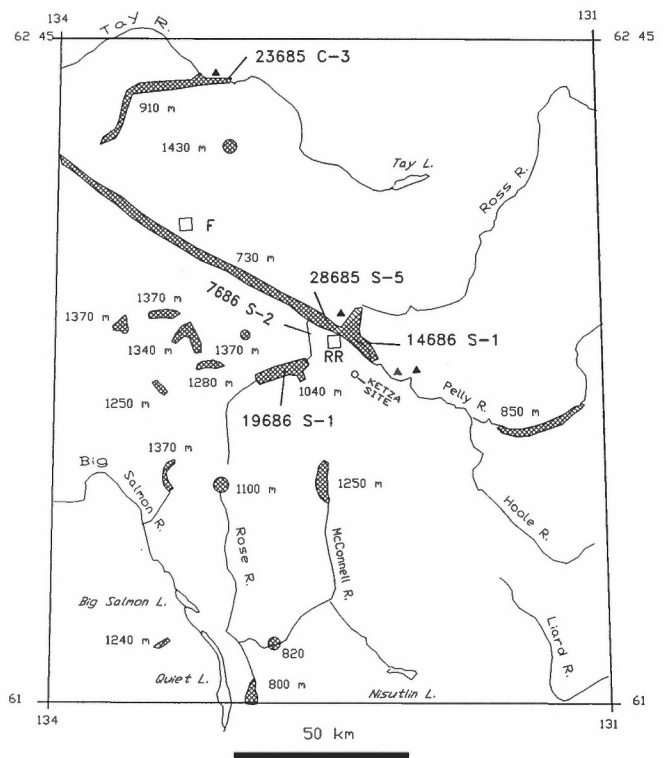 134
131
62 45
62 45
Tay R.
23685 C-3
910 m
1430 m
Tay L.
Ross R.
F
730 m
28685 S-5
7686 S-2
1370 m
1370 m
1340 m
1370 m
14686 S-1
RR
1280 m
1040 m
KETZA
SITE
1250 m
Pelly R.
850 m
19686 S-1
1370 m
Big
Salmon R.
1100 m
1250 m
Hoole R.
Rose R.
McConnell R.
Big Salmon L.
1240 m
820
Liard R.
Quiet L.
800 m
Nisutlin L.
61
61
134
131
50 km